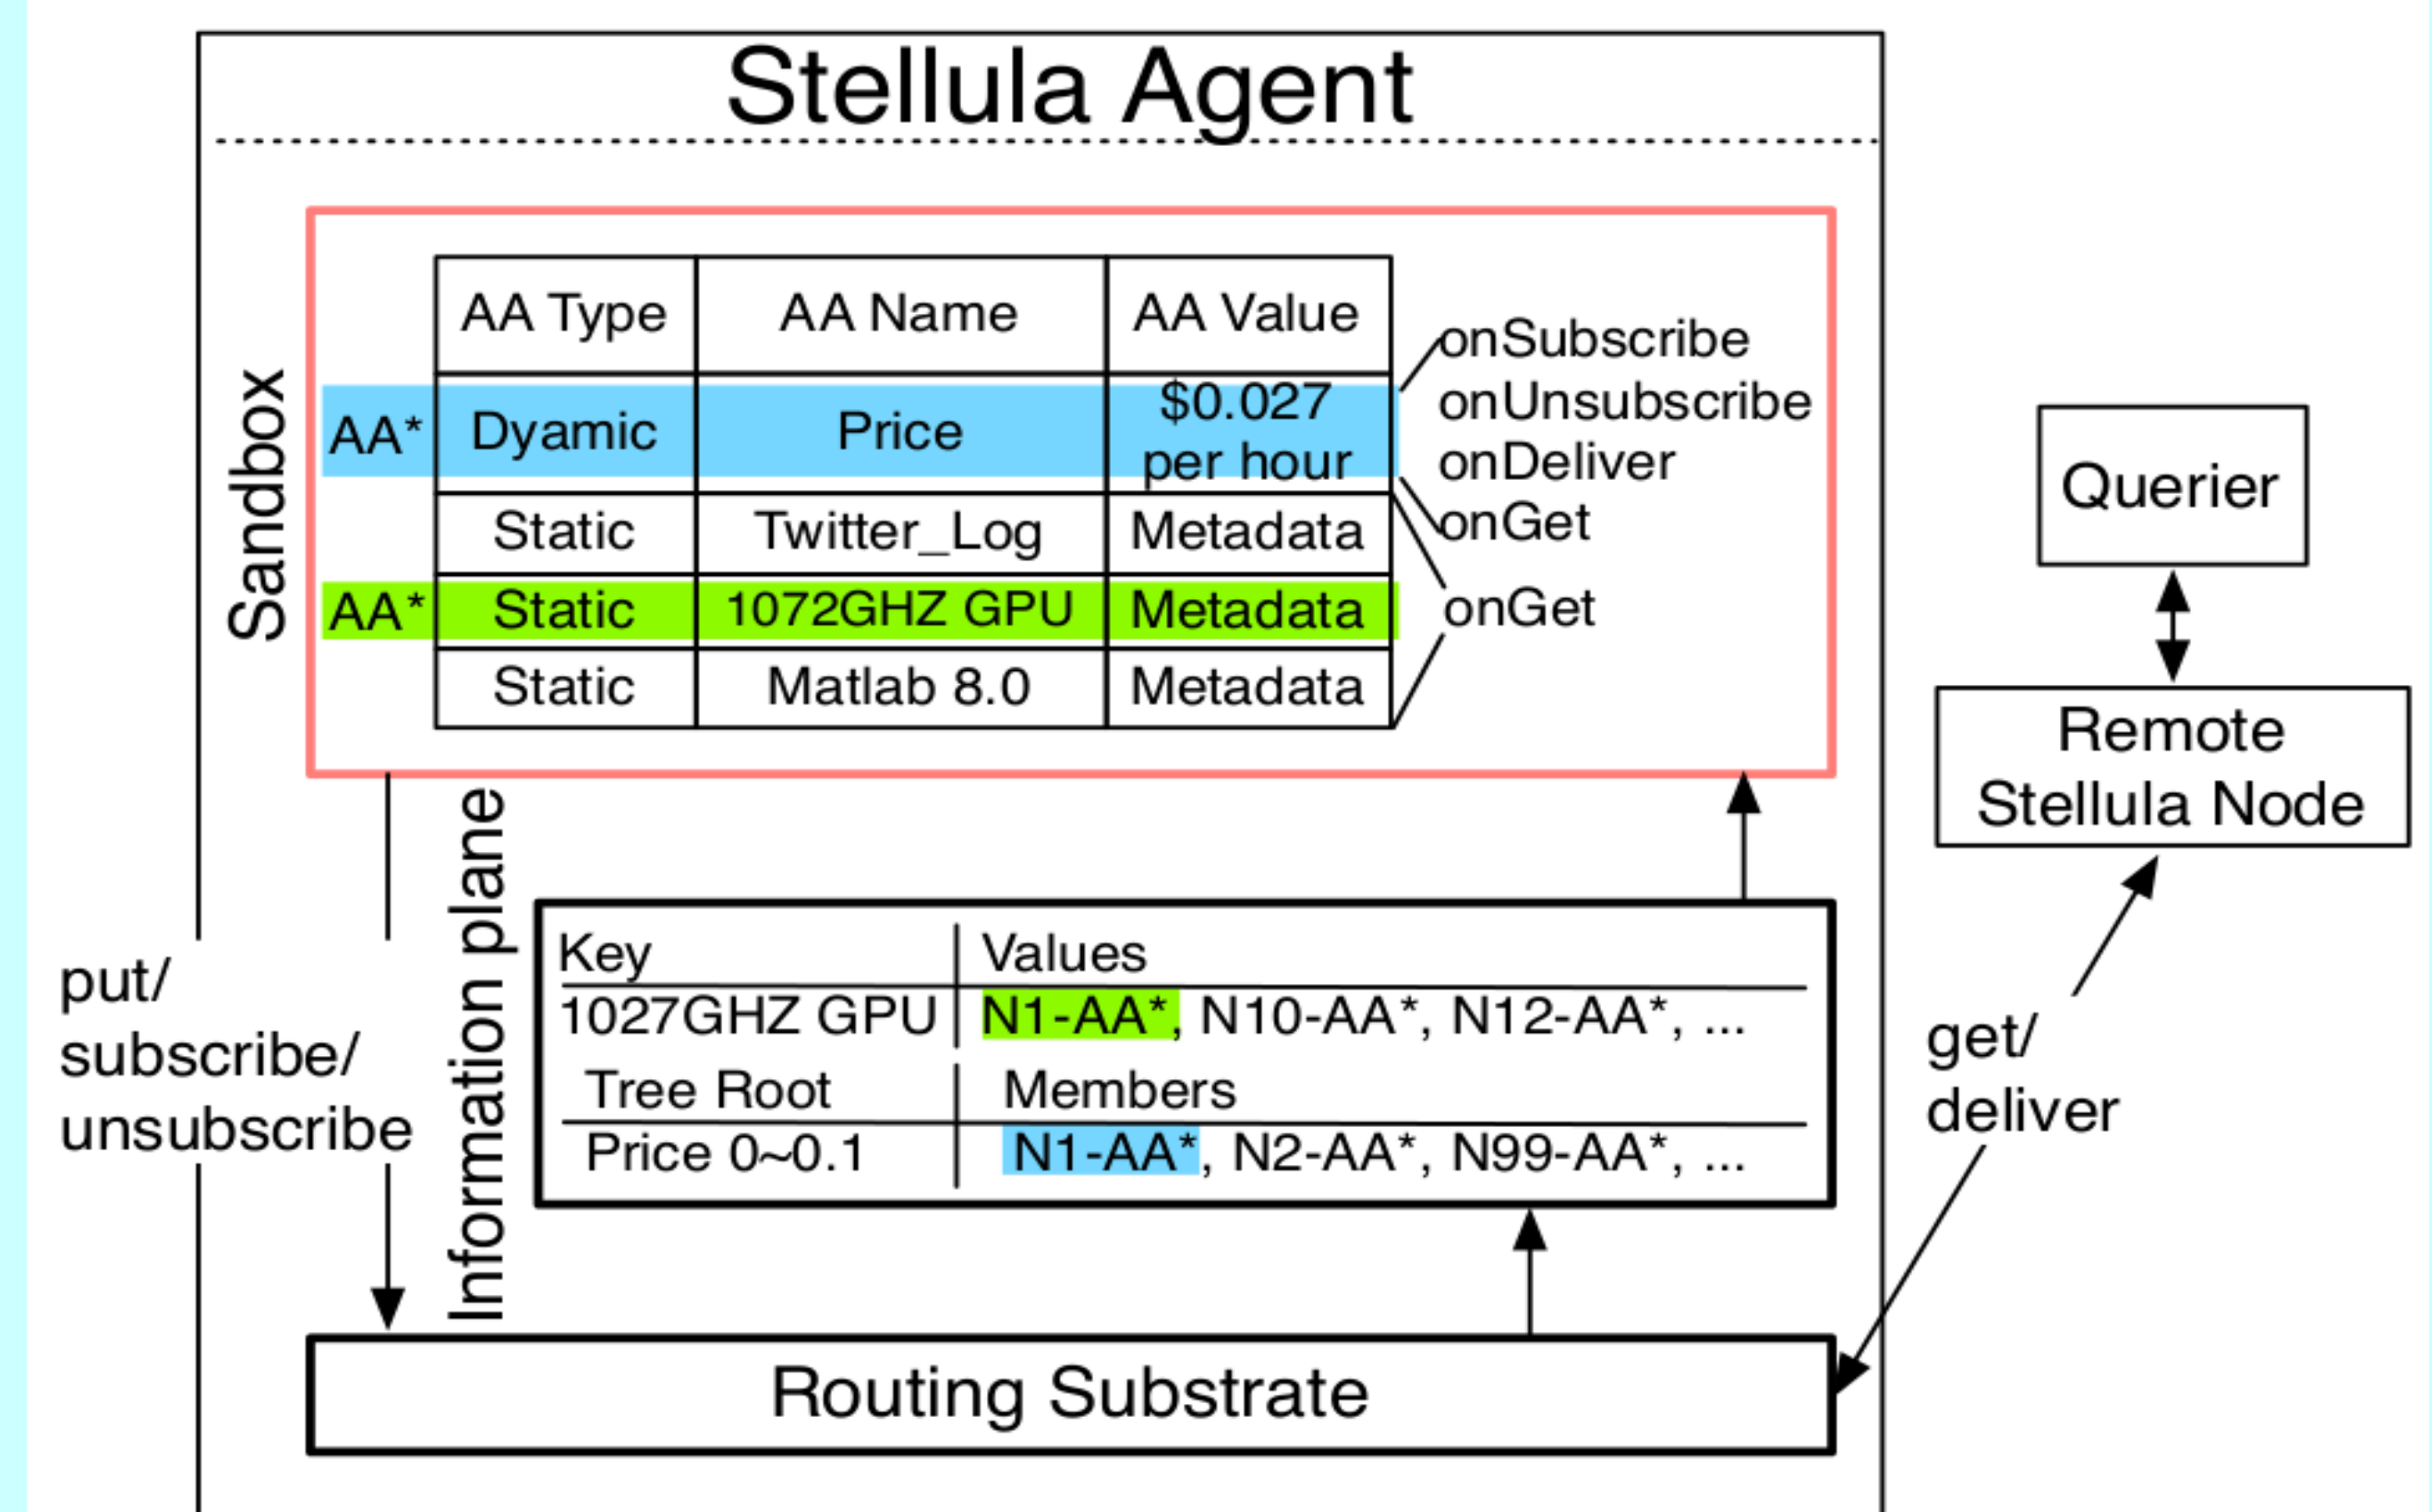 Stellula Agent
Sandbox
AA Type AA Name AA Value
AA* Dyamic Price $0.027
per hour
Static Twitter_Log Metadata
AA* Static 1072GHZ GPU Metadata
Static Matlab 8.0 Metadata
onSubscribe
onUnsubscribe
onDeliver
onGet
onGet
Querier
Remote
Stellula Node
put/
subscribe/
unsubscribe
Information plane
Key Values
1027GHZ GPU N1-AA*, N10-AA*, N12-AA*, ...
Tree Root Members
Price 0~0.1 N1-AA*, N2-AA*, N99-AA*, ...
get/
deliver
Routing Substrate